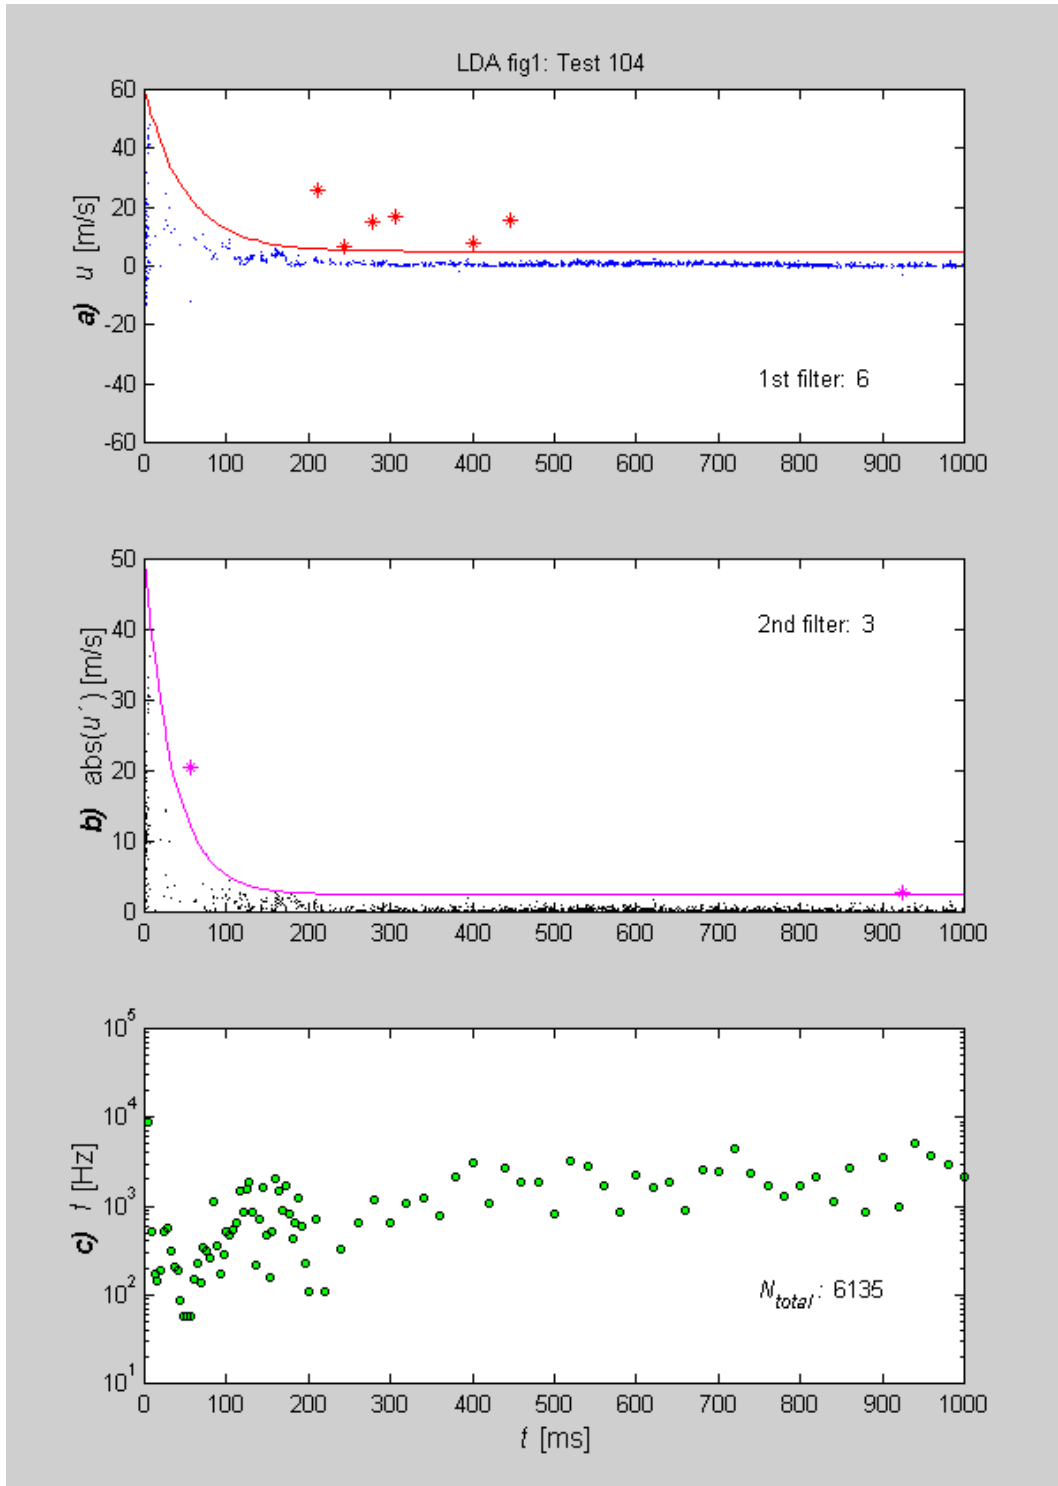 LDA fig1: Test 104
60
40
20
0
-20
-40
-60
a) u [m/s]
1st filter: 6
0 100 200 300 400 500 600 700 800 900 1000
50
40
30
20
10
0
b) abs(u´) [m/s]
2nd filter: 3
0 100 200 300 400 500 600 700 800 900 1000
10^5
10^4
10^3
10^2
10^1
c) f [Hz]
N_total: 6135
0 100 200 300 400 500 600 700 800 900 1000
t [ms]